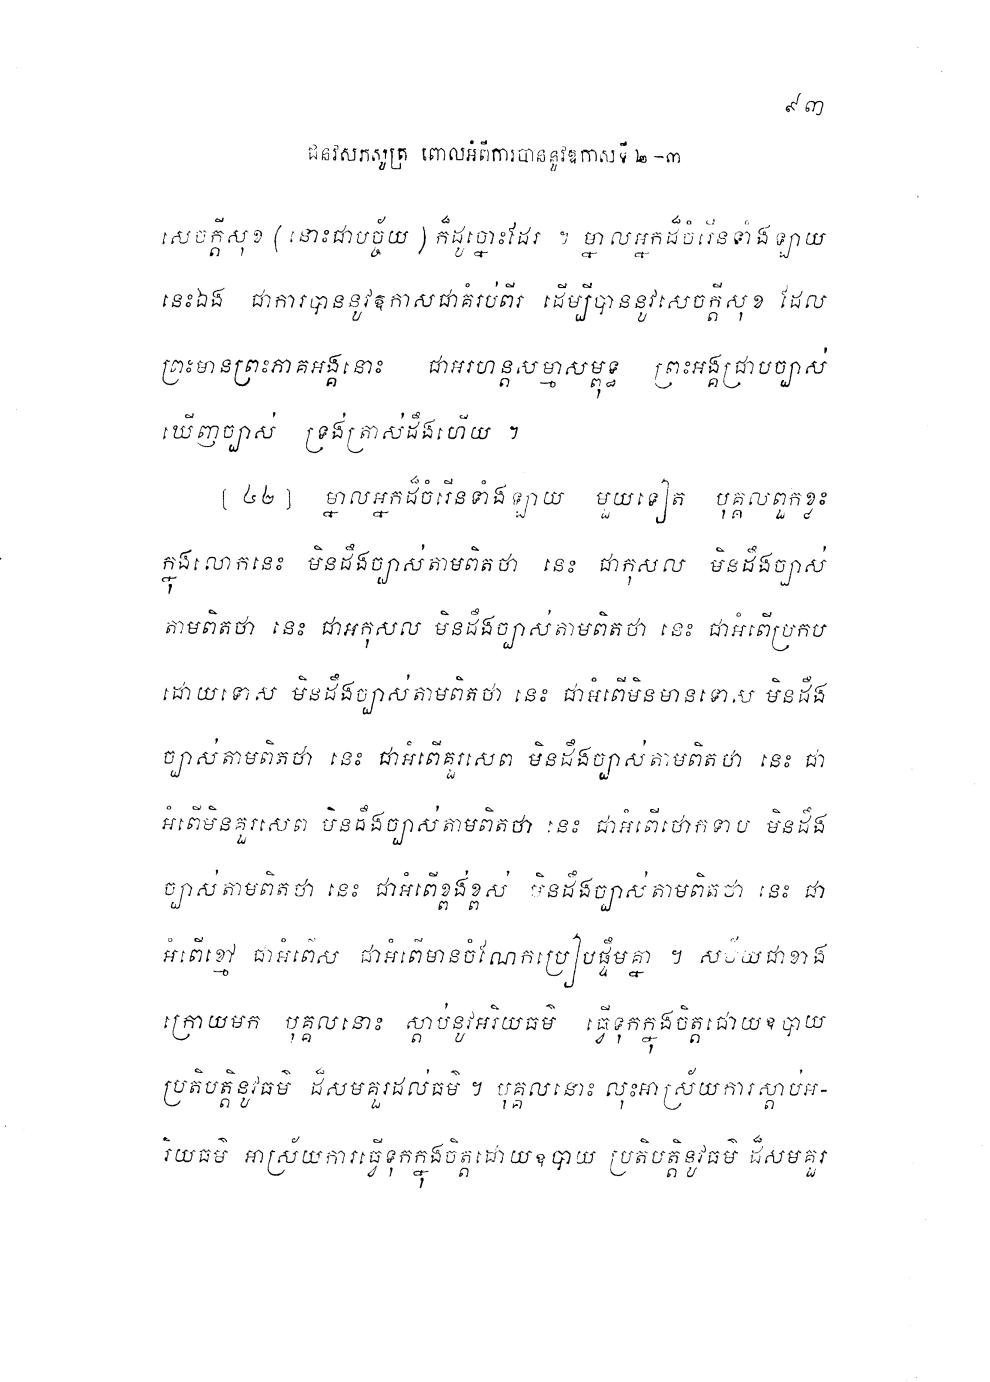 ៩៣
ជនវសភសូត្រ ពោលអំពីការបាននូវឱកាសទី ២ -៣
សេចក្តីសុខ ( នោះជាបច្ច័យ ) ក៏ដូច្នោះដែរ ។ ម្នាលអ្នកដ៏ចំរើនទាំងឡាយ
នេះឯង ជាការបាននូវឱកាសជាគំរប់ពីរ ដើម្បីបាននូវសេចក្តីសុខ ដែល
ព្រះមានព្រះភាគអង្គនោះ ជាអរហន្តសម្មាសម្ពុទ្ធ ព្រះអង្គជ្រាបច្បាស់
ឃើញច្បាស់ ទ្រង់ត្រាស់ដឹងហើយ ។
[ ៤២ ] ម្នាលអ្នកដ៏ចំរើនទាំងឡាយ មួយទៀត បុគ្គលពួកខ្លះ
ក្នុងលោកនេះ មិនដឹងច្បាស់តាមពិតថា នេះ ជាកុសល មិនដឹងច្បាស់
តាមពិតថា នេះ ជាអកុសល មិនដឹងច្បាស់តាមពិតថា នេះ ជាអំពើប្រកប
ដោយទោស មិនដឹងច្បាស់តាមពិតថា នេះ ជាអំពើមិនមានទោស មិនដឹង
ច្បាស់តាមពិតថា នេះ ជាអំពើគួរសេព មិនដឹងច្បាស់តាមពិតថា នេះ ជា
អំពើមិនគួរសេព មិនដឹងច្បាស់តាមពិតថា នេះ ជាអំពើថោកទាប មិនដឹង
ច្បាស់តាមពិតថា នេះ ជាអំពើខ្ពង់ខ្ពស់ មិនដឹងច្បាស់តាមពិតថា នេះ ជា
អំពើខ្មៅ ជាអំពើស ជាអំពើមានចំណែកប្រៀបផ្ទឹមគ្នា ។ សម័យជាខាង
ក្រោយមក បុគ្គលនោះ ស្តាប់នូវអរិយធម៌ ធ្វើទុកក្នុងចិត្តដោយឧបាយ
ប្រតិបត្តិនូវធម៌ ដ៏សមគួរដល់ធម៌ ។ បុគ្គលនោះ លុះអាស្រ័យការស្តាប់អ-
រិយធម៌ អាស្រ័យការធ្វើទុកក្នុងចិត្តដោយឧបាយ ប្រតិបត្តិនូវធម៌ ដ៏សមគួរ